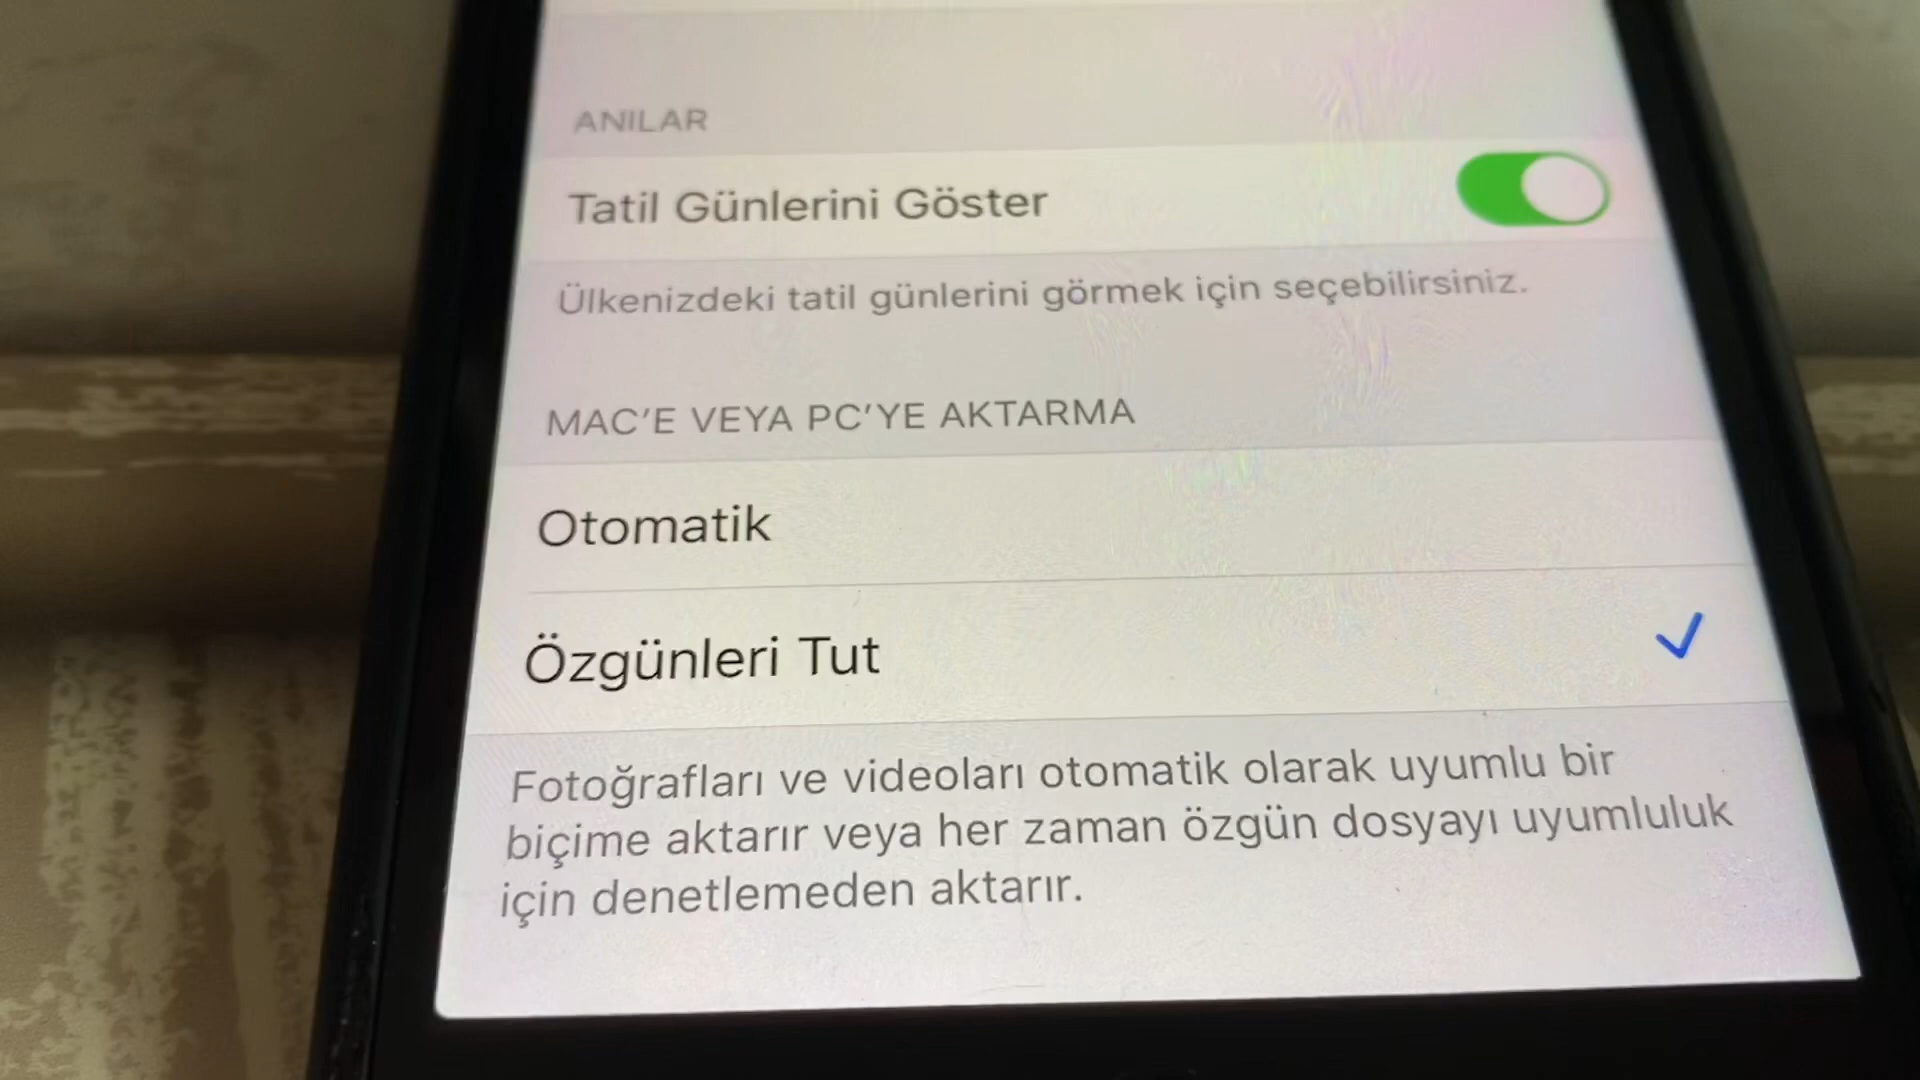 ANILAR
Tatil Günlerini Göster
Ülkenizdeki tatil günlerini görmek için seçebilirsiniz.
MAC'E VEYA PC'YE AKTARMA
Otomatik
Özgünleri Tut
Fotoğrafları ve videoları otomatik olarak uyumlu bir
biçime aktarır veya her zaman özgün dosyayı uyumluluk
için denetlemeden aktarır.